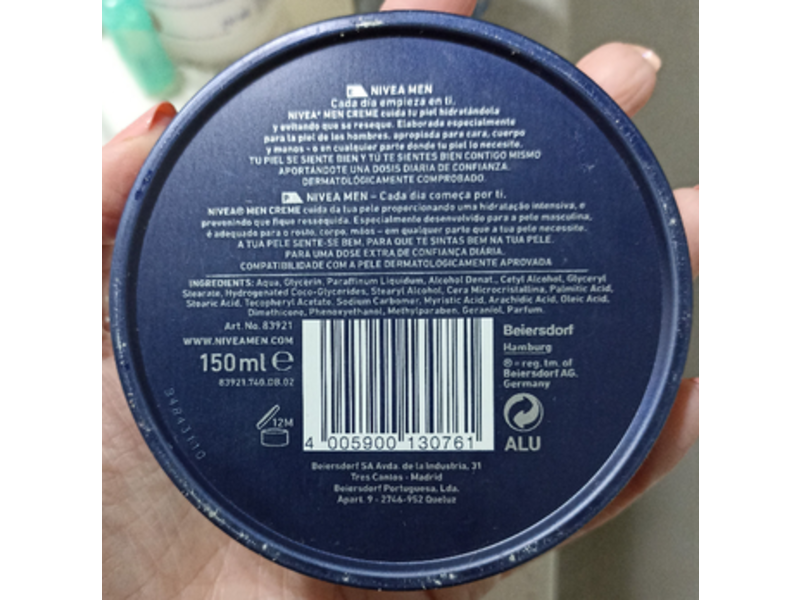 E NIVEA MEN
Cada día empieza en ti.
NIVEA® MEN CREME cuida tu piel hidratándola
y evitando que se reseque. Elaborada especialmente
para la piel de los hombres, apropiada para cara, cuerpo
y manos - o en cualquier parte donde tu piel lo necesite.
TU PIEL SE SIENTE BIEN Y TÚ TE SIENTES BIEN CONTIGO MISMO
APORTÁNDOTE UNA DOSIS DIARIA DE CONFIANZA.
DERMATOLÓGICAMENTE COMPROBADO.
P NIVEA MEN – Cada dia começa por ti.
NIVEA® MEN CREME cuida da tua pele proporcionando uma hidratação intensiva, e
prevenindo que fique ressequida. Especialmente desenvolvido para a pele masculina,
é adequado para o rosto, corpo, mãos – em qualquer parte que a tua pele necessite.
A TUA PELE SENTE-SE BEM, PARA QUE TE SINTAS BEM NA TUA PELE.
PARA UMA DOSE EXTRA DE CONFIANÇA DIÁRIA.
COMPATIBILIDADE COM A PELE DERMATOLOGICAMENTE APROVADA
INGREDIENTS: Aqua, Glycerin, Paraffinum Liquidum, Alcohol Denat., Cetyl Alcohol, Glyceryl
Stearate, Hydrogenated Coco-Glycerides, Stearyl Alcohol, Cera Microcristallina, Palmitic Acid,
Stearic Acid, Tocopheryl Acetate, Sodium Carbomer, Myristic Acid, Arachidic Acid, Oleic Acid,
Dimethicone, Phenoxyethanol, Methylparaben, Geraniol, Parfum.
Art. No. 83921
WWW.NIVEAMEN.COM
150 ml e
83921.740.DB.02
12M
4 005900 130761
Beiersdorf
Hamburg
® = reg. tm. of
Beiersdorf AG.
Germany
ALU
94843110
Beiersdorf SA Avda. de la Industria, 31
Tres Cantos - Madrid
Beiersdorf Portuguesa, Lda.
Apart. 9 - 2746-952 Queluz